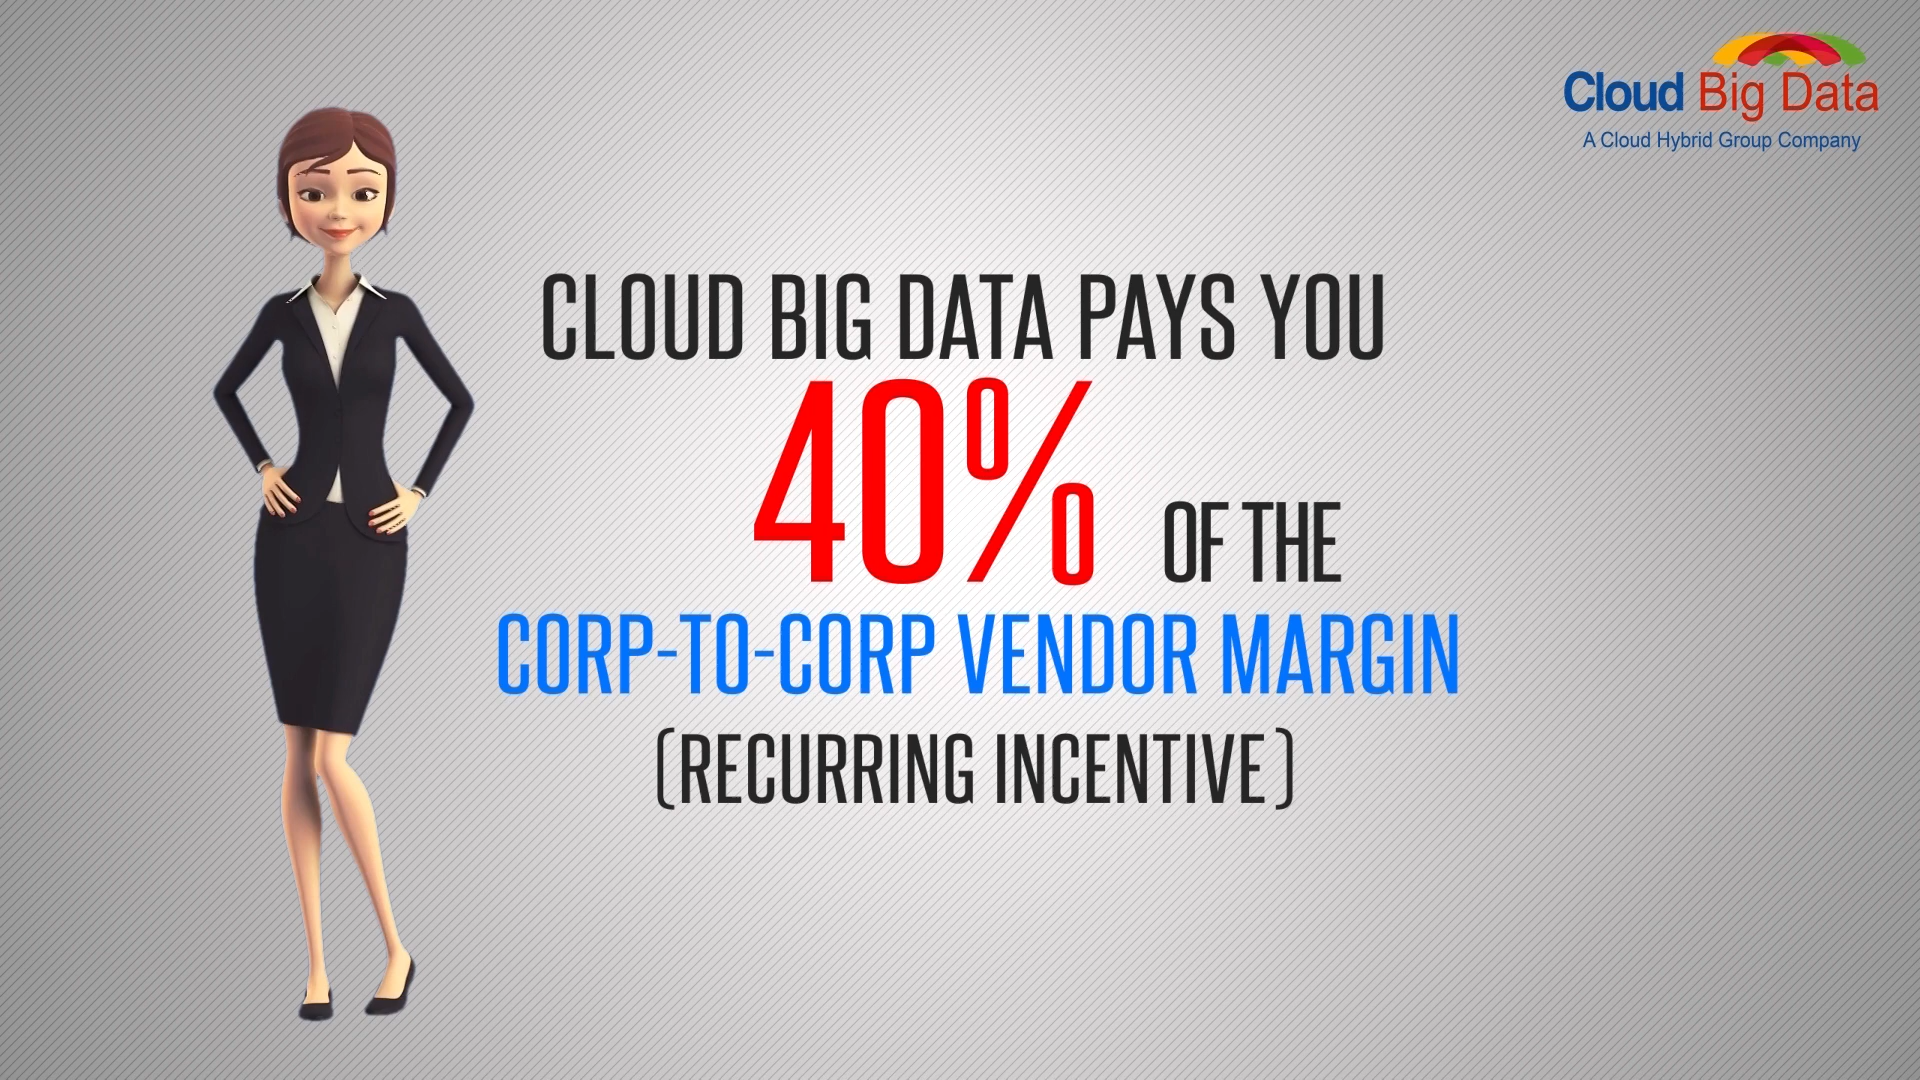 Cloud Big Data
A Cloud Hybrid Group Company
CLOUD BIG DATA PAYS YOU
40% OF THE
CORP-TO-CORP VENDOR MARGIN
(RECURRING INCENTIVE)